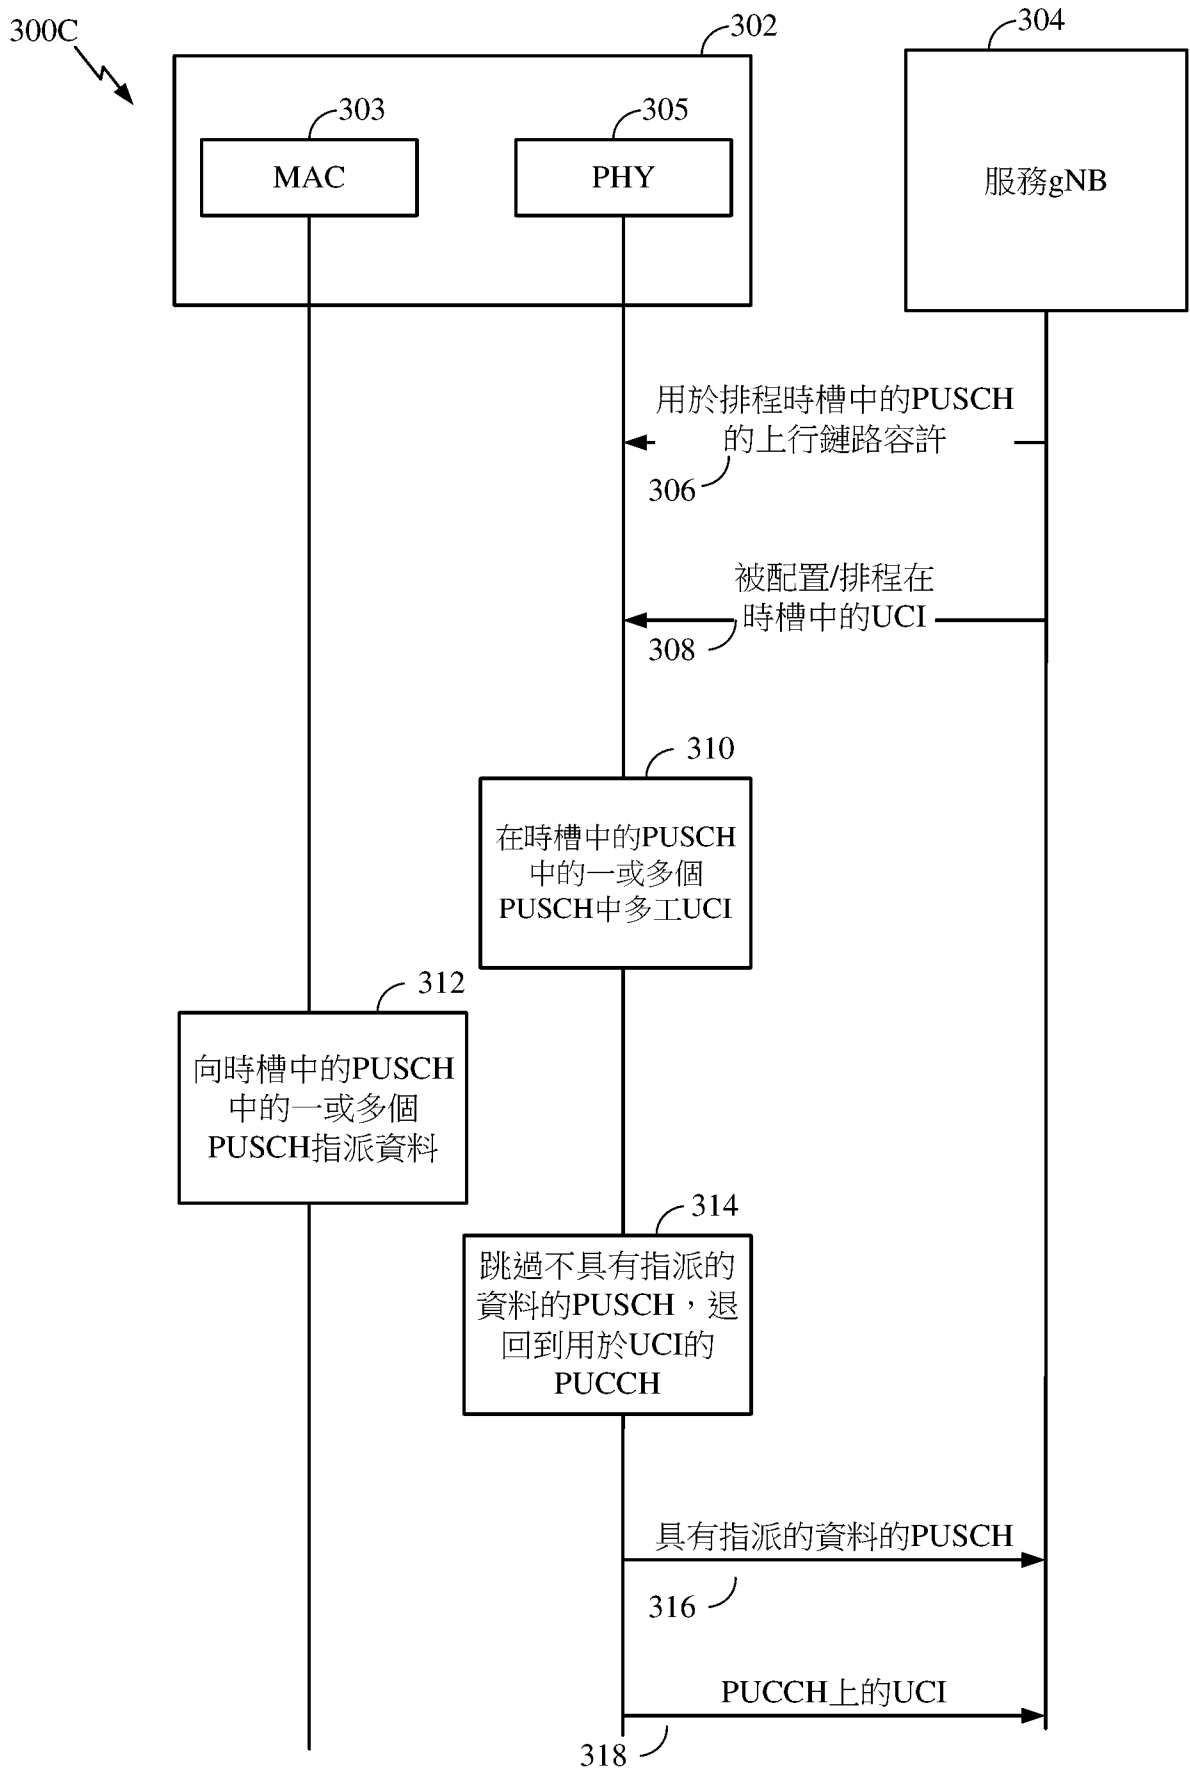 300C
302
304
303
305
MAC
PHY
服務gNB
用於排程時槽中的PUSCH
的上行鏈路容許
306
被配置/排程在
時槽中的UCI
308
310
在時槽中的PUSCH
中的一或多個
PUSCH中多工UCI
312
向時槽中的PUSCH
中的一或多個
PUSCH指派資料
314
跳過不具有指派的
資料的PUSCH，退
回到用於UCI的
PUCCH
具有指派的資料的PUSCH
316
PUCCH上的UCI
318